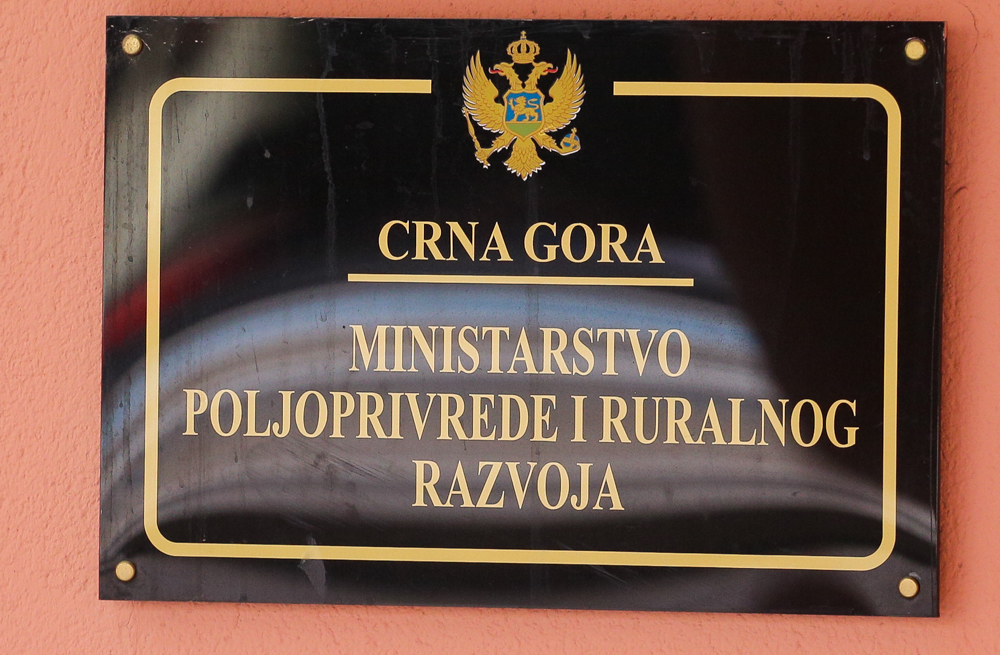 CRNA GORA
MINISTARSTVO
POLJOPRIVREDE I RURALNOG
RAZVOJA